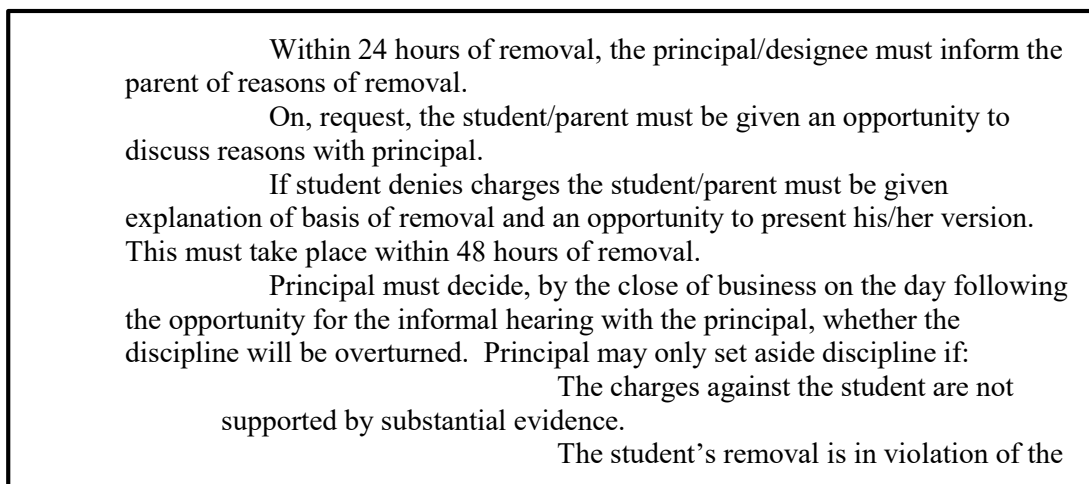 Within 24 hours of removal, the principal/designee must inform the
parent of reasons of removal.
On, request, the student/parent must be given an opportunity to
discuss reasons with principal.
If student denies charges the student/parent must be given
explanation of basis of removal and an opportunity to present his/her version.
This must take place within 48 hours of removal.
Principal must decide, by the close of business on the day following
the opportunity for the informal hearing with the principal, whether the
discipline will be overturned.  Principal may only set aside discipline if:
The charges against the student are not
supported by substantial evidence.
The student’s removal is in violation of the